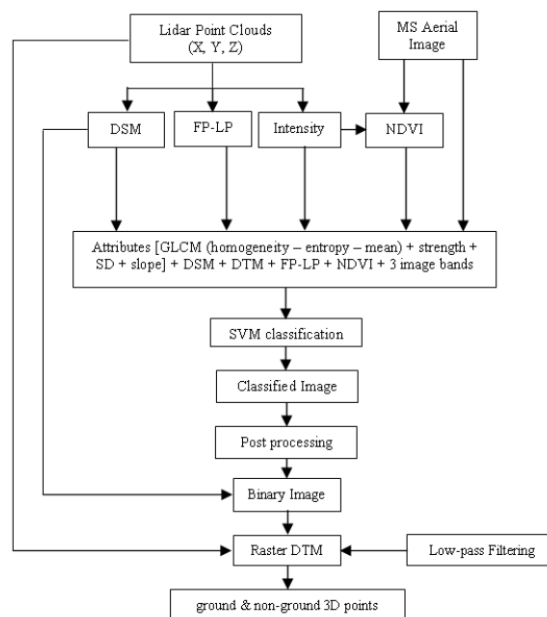 Lidar Point Clouds
(X, Y, Z)
MS Aerial
Image
DSM
FP-LP
Intensity
NDVI
Attributes [GLCM (homogeneity – entropy – mean) + strength +
SD + slope] + DSM + DTM + FP-LP + NDVI + 3 image bands
SVM classification
Classified Image
Post processing
Binary Image
Raster DTM
Low-pass Filtering
ground & non-ground 3D points